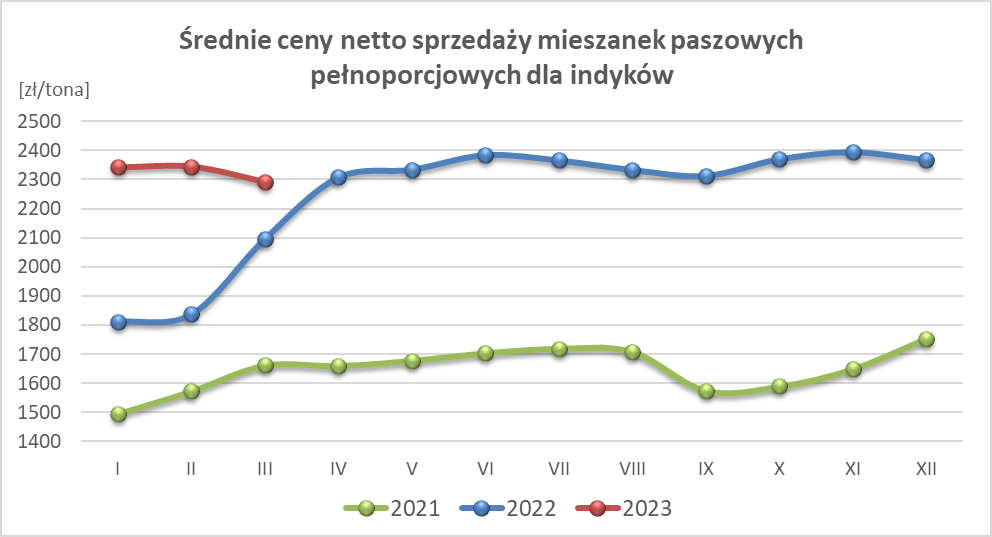 Średnie ceny netto sprzedaży mieszanek paszowych
pełnoporcjowych dla indyków
[zł/tona]
2500
2400
2300
2200
2100
2000
1900
1800
1700
1600
1500
1400
I II III IV V VI VII VIII IX X XI XII
2021 2022 2023